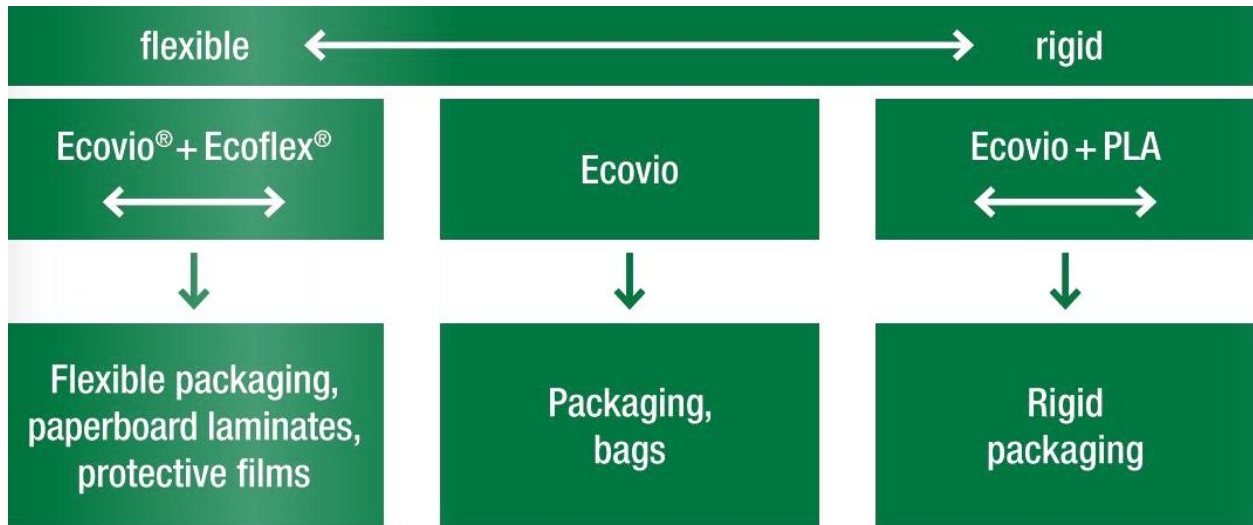 flexible
rigid
Ecovio® + Ecoflex®
Ecovio
Ecovio + PLA
Flexible packaging,
paperboard laminates,
protective films
Packaging,
bags
Rigid
packaging